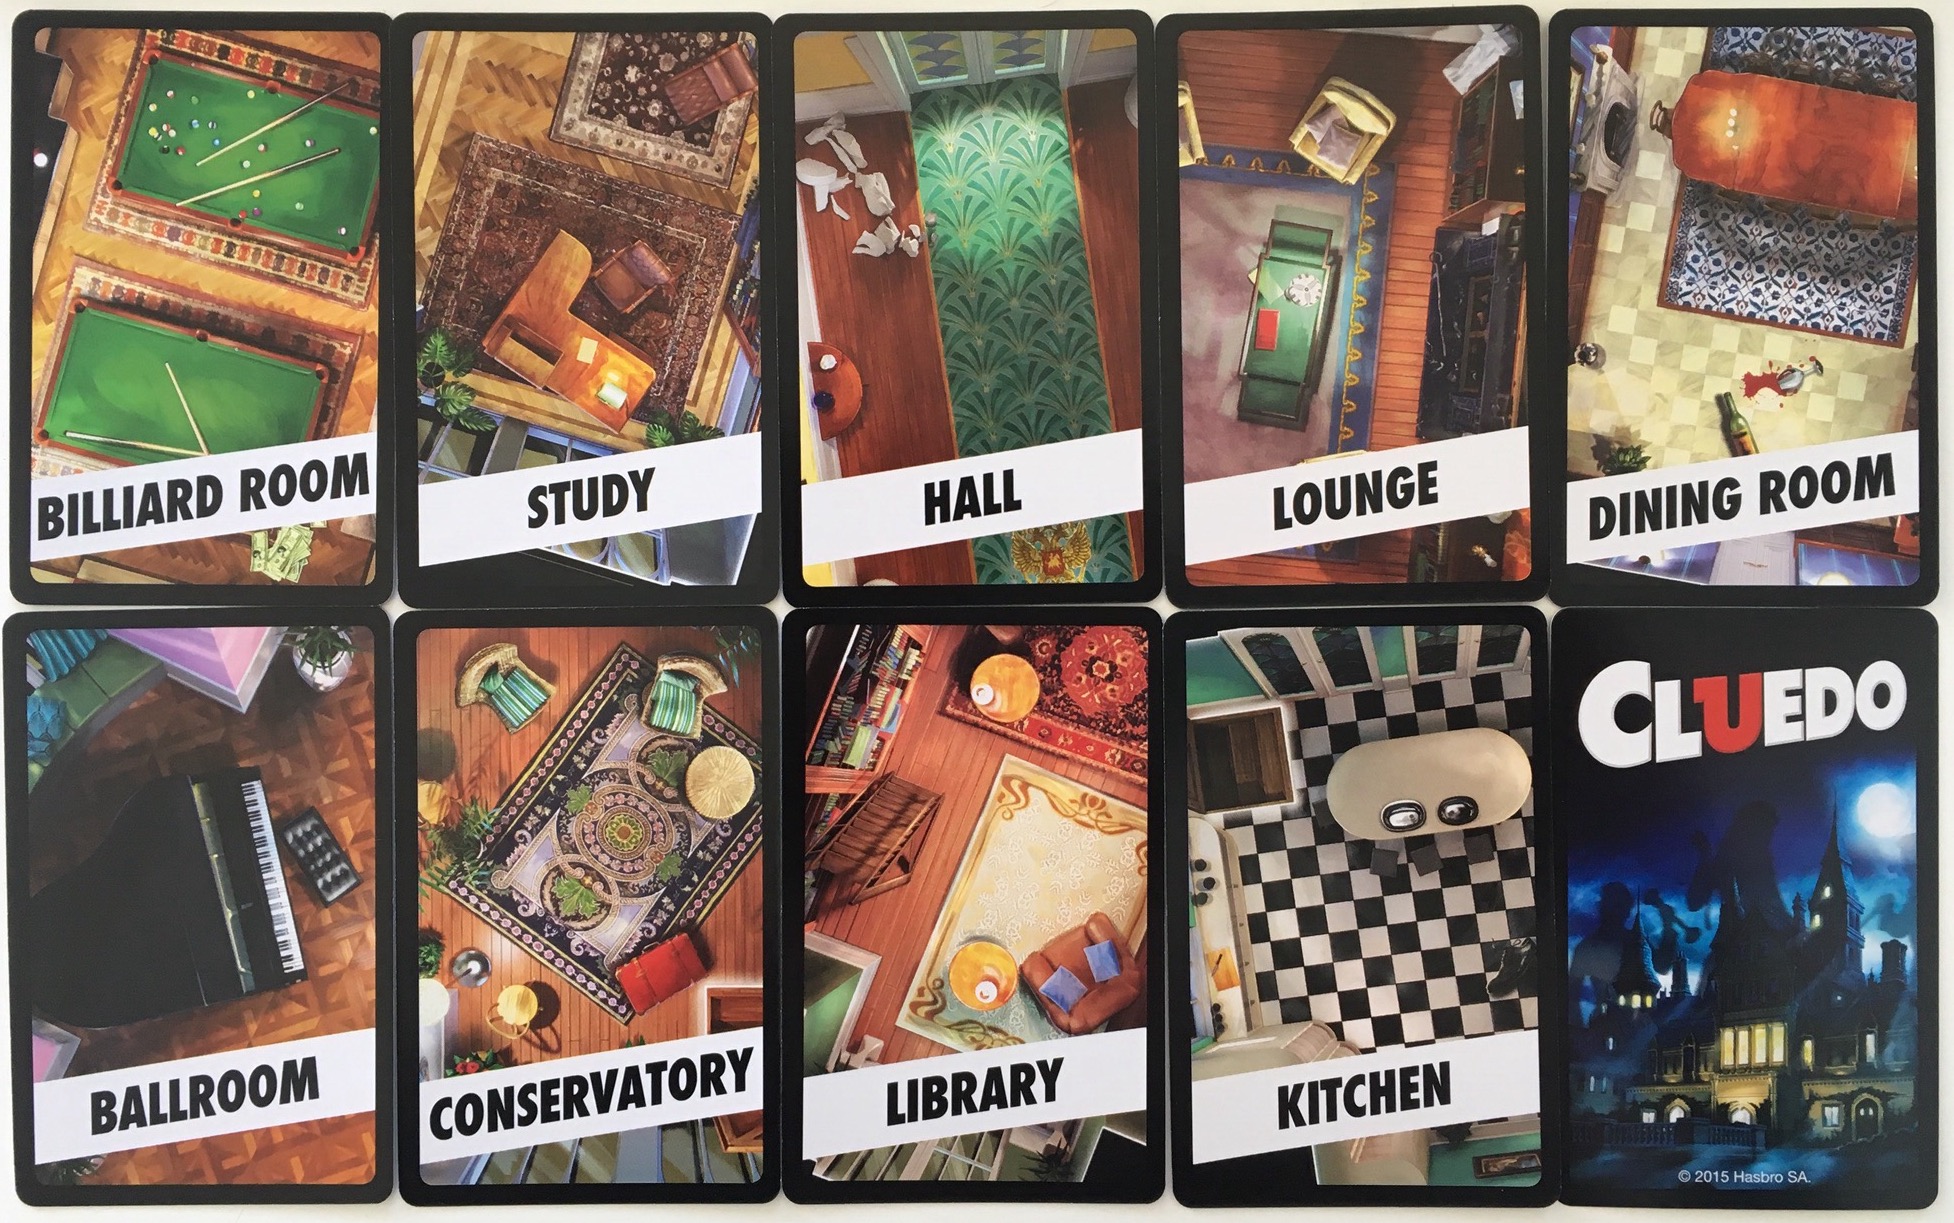 BILLIARD ROOM
STUDY
HALL
LOUNGE
DINING ROOM
BALLROOM
CONSERVATORY
LIBRARY
KITCHEN
CLUEDO
© 2015 Hasbro SA.